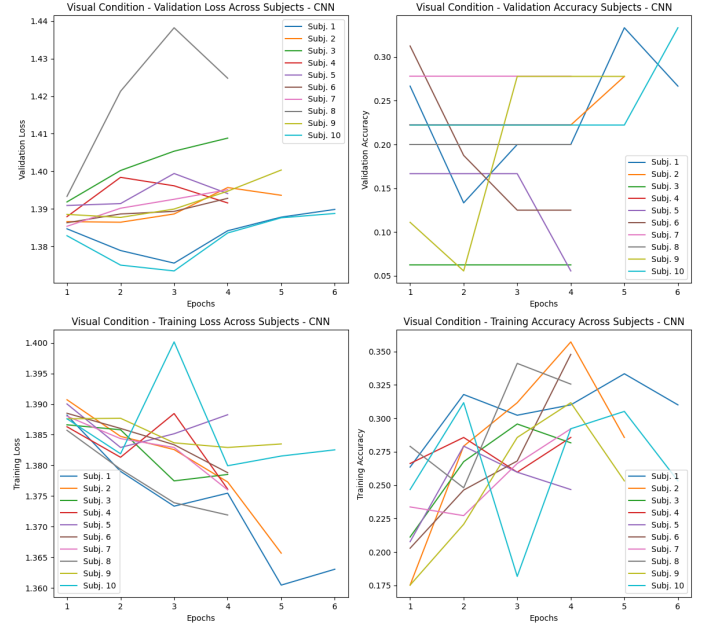 Visual Condition - Validation Loss Across Subjects - CNN
1.44
1.43
1.42
1.41
1.40
1.39
1.38
Validation Loss
1 2 3 4 5 6
Epochs
Subj. 1
Subj. 2
Subj. 3
Subj. 4
Subj. 5
Subj. 6
Subj. 7
Subj. 8
Subj. 9
Subj. 10
Visual Condition - Validation Accuracy Across Subjects - CNN
0.30
0.25
0.20
0.15
0.10
0.05
Validation Accuracy
1 2 3 4 5 6
Epochs
Subj. 1
Subj. 2
Subj. 3
Subj. 4
Subj. 5
Subj. 6
Subj. 7
Subj. 8
Subj. 9
Subj. 10
Visual Condition - Training Loss Across Subjects - CNN
1.400
1.395
1.390
1.385
1.380
1.375
1.370
1.365
1.360
Training Loss
1 2 3 4 5 6
Epochs
Subj. 1
Subj. 2
Subj. 3
Subj. 4
Subj. 5
Subj. 6
Subj. 7
Subj. 8
Subj. 9
Subj. 10
Visual Condition - Training Accuracy Across Subjects - CNN
0.350
0.325
0.300
0.275
0.250
0.225
0.200
0.175
Training Accuracy
1 2 3 4 5 6
Epochs
Subj. 1
Subj. 2
Subj. 3
Subj. 4
Subj. 5
Subj. 6
Subj. 7
Subj. 8
Subj. 9
Subj. 10